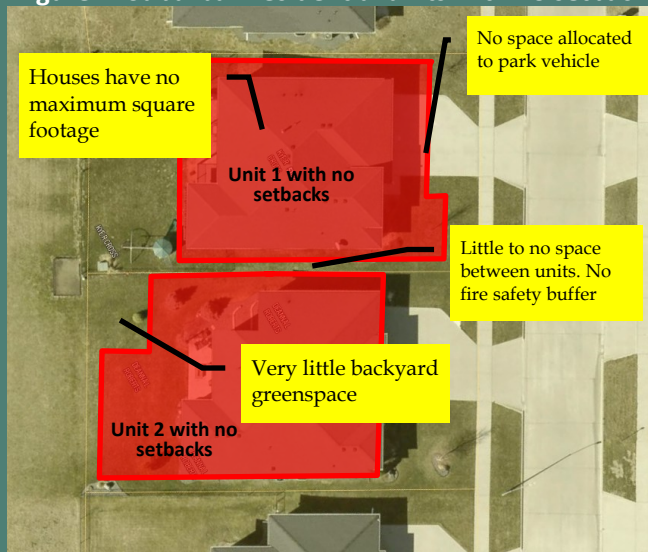 No space allocated
to park vehicle
Houses have no
maximum square
footage
Unit 1 with no
setbacks
Little to no space
between units. No
fire safety buffer
Very little backyard
greenspace
Unit 2 with no
setbacks